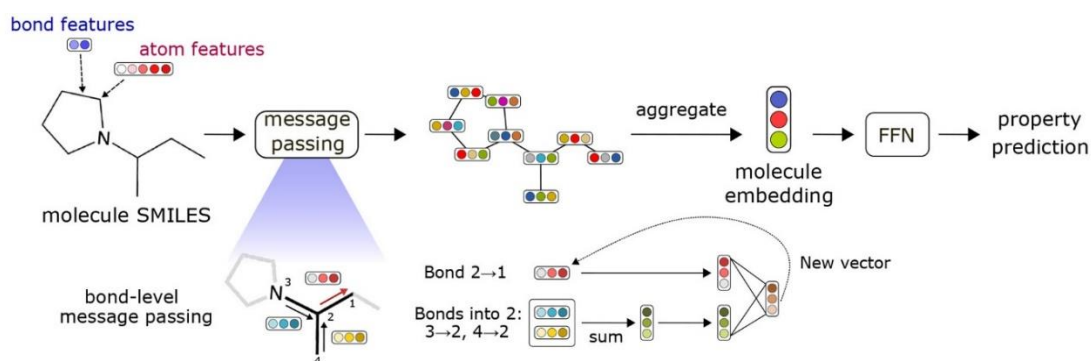 bond features
atom features
N
molecule SMILES
message
passing
aggregate
molecule
embedding
FFN
property
prediction
bond-level
message passing
N
3
1
2
4
Bond 2→1
Bonds into 2:
3→2, 4→2
sum
New vector